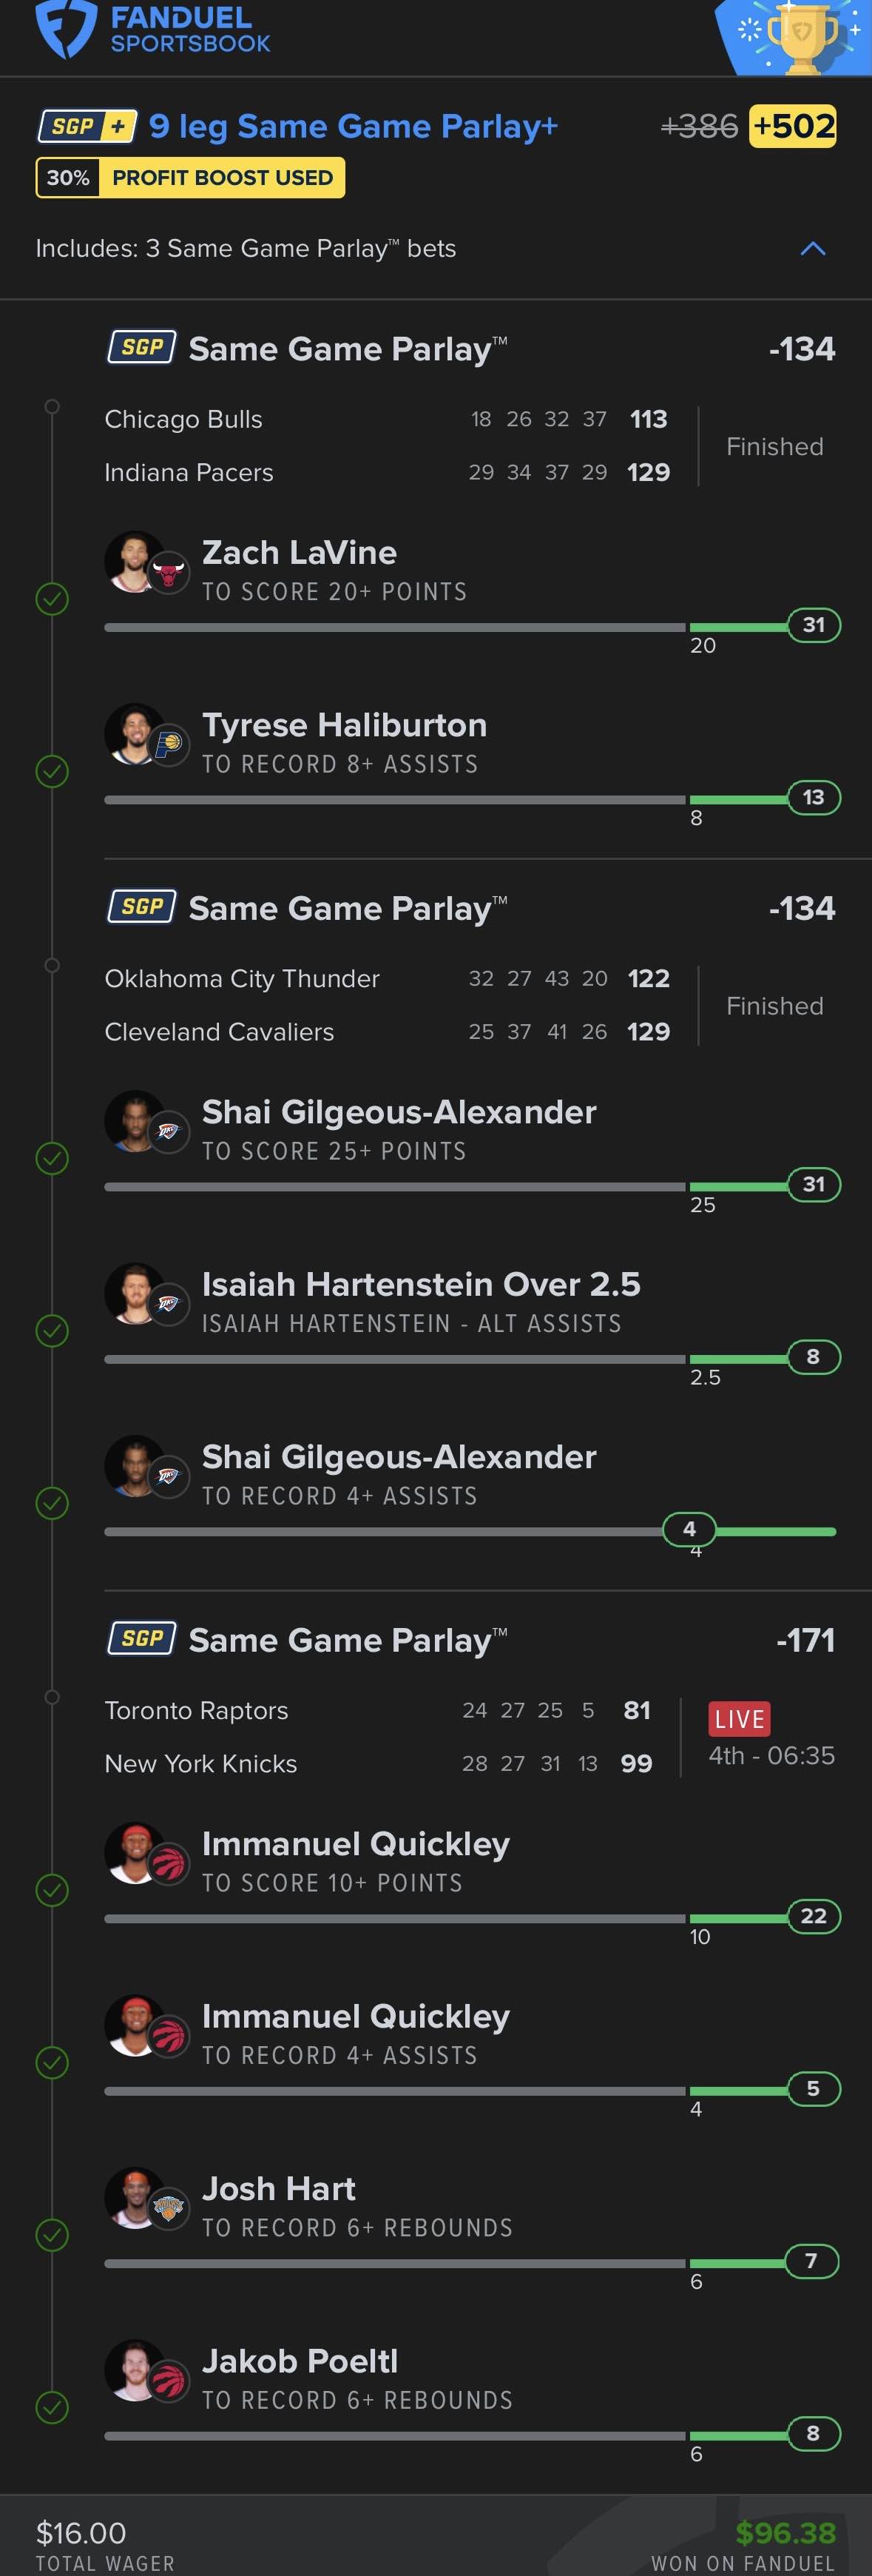 FANDUEL
SPORTSBOOK
SGP + 9 leg Same Game Parlay+ +386 +502
30% PROFIT BOOST USED
Includes: 3 Same Game Parlay™ bets
SGP Same Game Parlay™ -134
Chicago Bulls 18 26 32 37 113
Finished
Indiana Pacers 29 34 37 29 129
Zach LaVine
TO SCORE 20+ POINTS
31
20
Tyrese Haliburton
TO RECORD 8+ ASSISTS
13
8
SGP Same Game Parlay™ -134
Oklahoma City Thunder 32 27 43 20 122
Finished
Cleveland Cavaliers 25 37 41 26 129
Shai Gilgeous-Alexander
TO SCORE 25+ POINTS
31
25
Isaiah Hartenstein Over 2.5
ISAIAH HARTENSTEIN - ALT ASSISTS
8
2.5
Shai Gilgeous-Alexander
TO RECORD 4+ ASSISTS
4
4
SGP Same Game Parlay™ -171
Toronto Raptors 24 27 25 5 81
LIVE
4th - 06:35
New York Knicks 28 27 31 13 99
Immanuel Quickley
TO SCORE 10+ POINTS
22
10
Immanuel Quickley
TO RECORD 4+ ASSISTS
5
4
Josh Hart
TO RECORD 6+ REBOUNDS
7
6
Jakob Poeltl
TO RECORD 6+ REBOUNDS
8
6
$16.00 $96.38
TOTAL WAGER WON ON FANDUEL